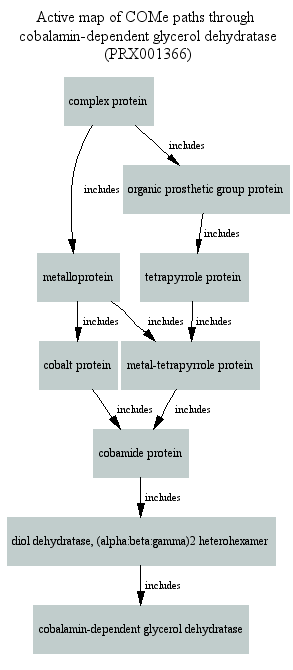 Active map of COMe paths through
cobalamin-dependent glycerol dehydratase
(PRX001366)
complex protein
includes
organic prosthetic group protein
includes
includes
metalloprotein
tetrapyrrole protein
includes
includes
includes
cobalt protein
metal-tetrapyrrole protein
includes
includes
cobamide protein
includes
diol dehydratase, (alpha:beta:gamma)2 heterohexamer
includes
cobalamin-dependent glycerol dehydratase